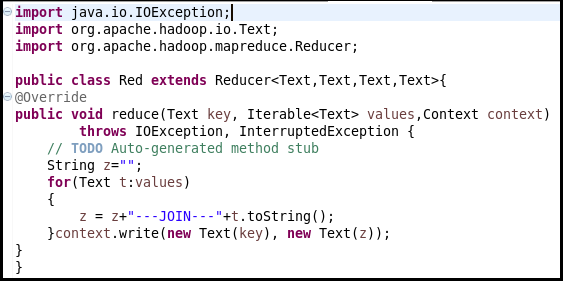 import java.io.IOException;
import org.apache.hadoop.io.Text;
import org.apache.hadoop.mapreduce.Reducer;

public class Red extends Reducer<Text,Text,Text,Text>{
@Override
public void reduce(Text key, Iterable<Text> values,Context context)
        throws IOException, InterruptedException {
    // TODO Auto-generated method stub
    String z="";
    for(Text t:values)
    {
        z = z+"---JOIN---"+t.toString();
    }context.write(new Text(key), new Text(z));
}
}